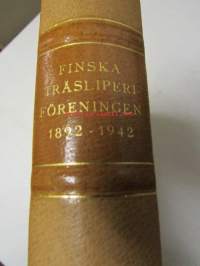 FINSKA
TRÄSLIPERI-
FÖRENINGEN
1892-1942